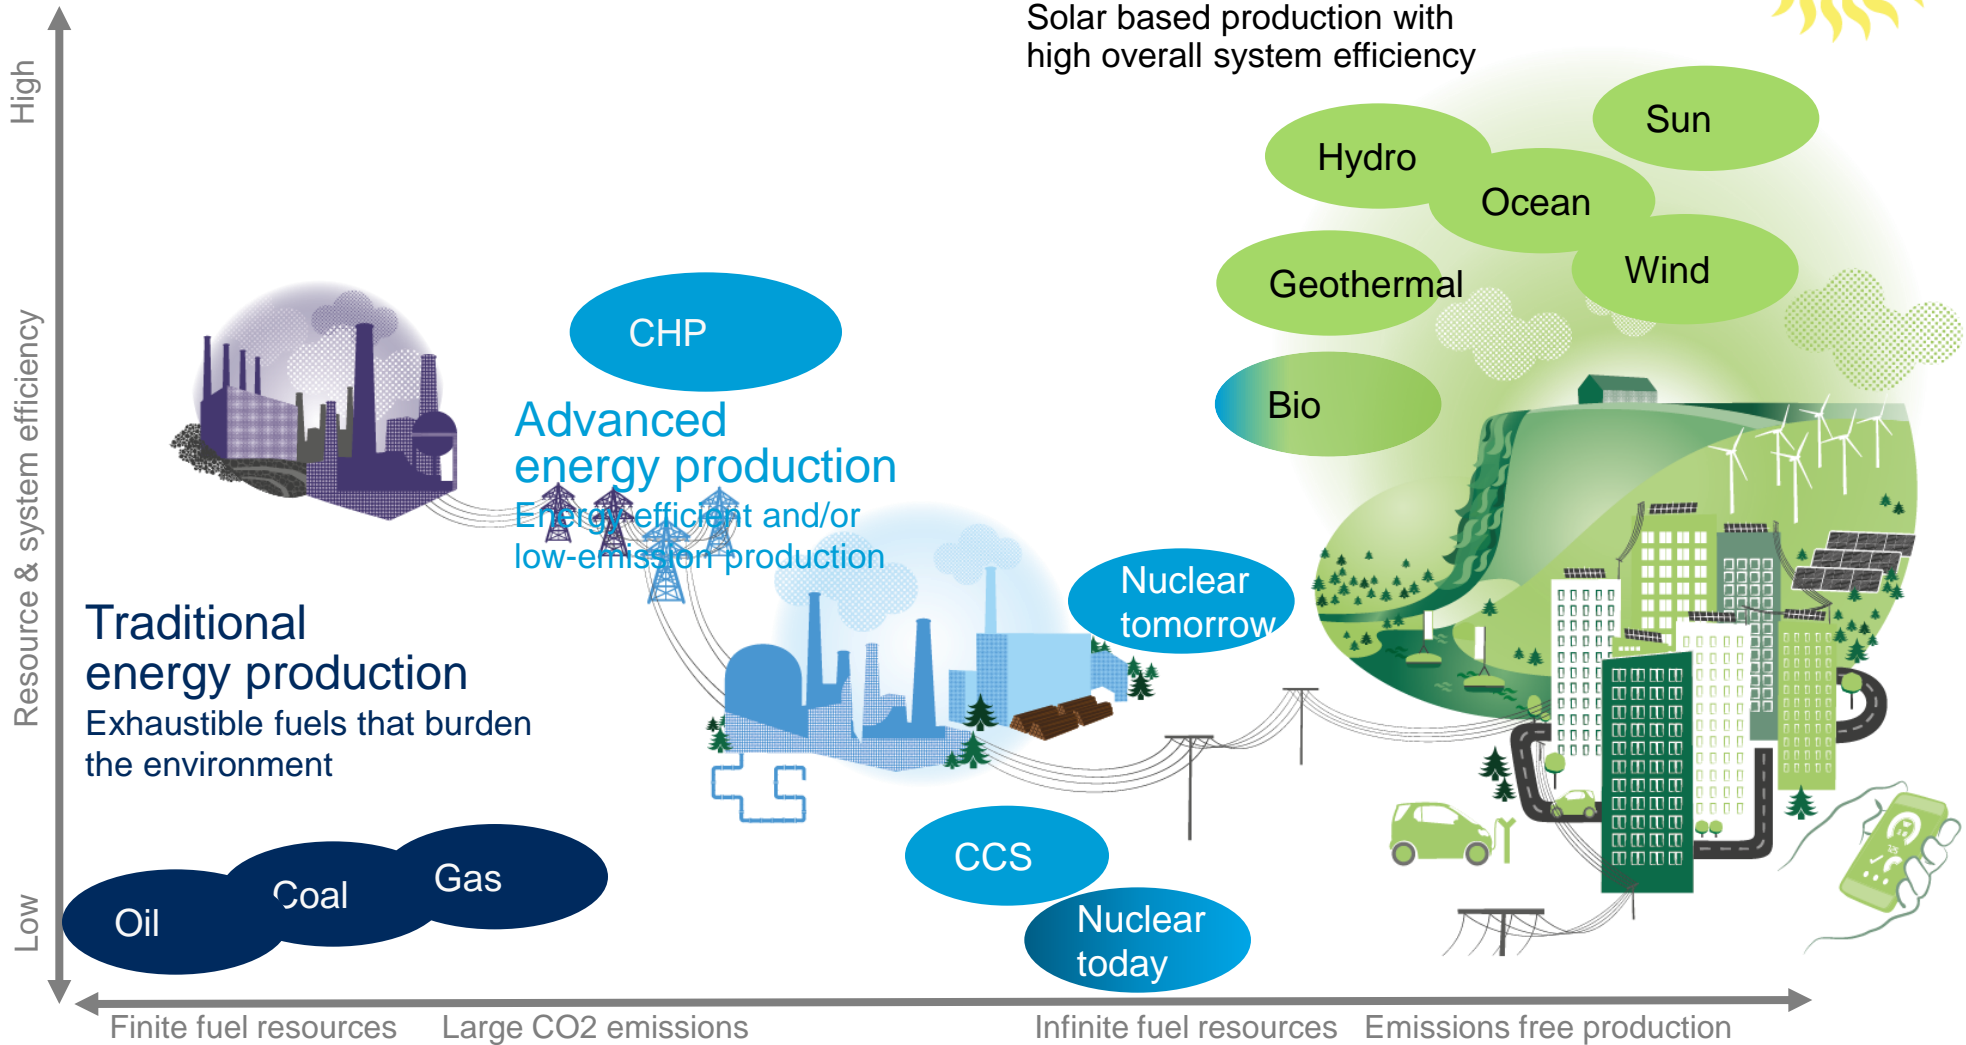 Solar based production with
high overall system efficiency
High
Resource & system efficiency
Low
Sun
Hydro
Ocean
Wind
Geothermal
Bio
CHP
Advanced
energy production
Energy efficient and/or
low-emission production
Nuclear
tomorrow
Traditional
energy production
Exhaustible fuels that burden
the environment
Gas
Coal
Oil
CCS
Nuclear
today
Finite fuel resources
Large CO2 emissions
Infinite fuel resources
Emissions free production